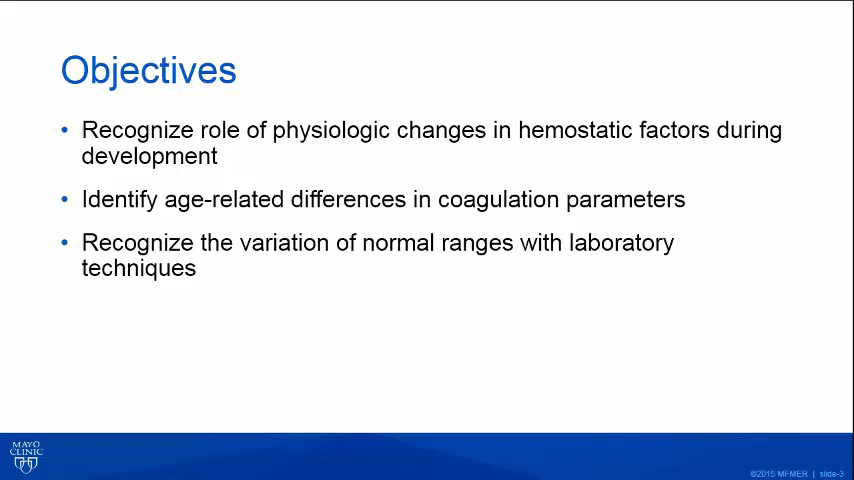 Objectives
• Recognize role of physiologic changes in hemostatic factors during
development
• Identify age-related differences in coagulation parameters
• Recognize the variation of normal ranges with laboratory
techniques
MAYO
CLINIC
©2015 MFMER | slide-3